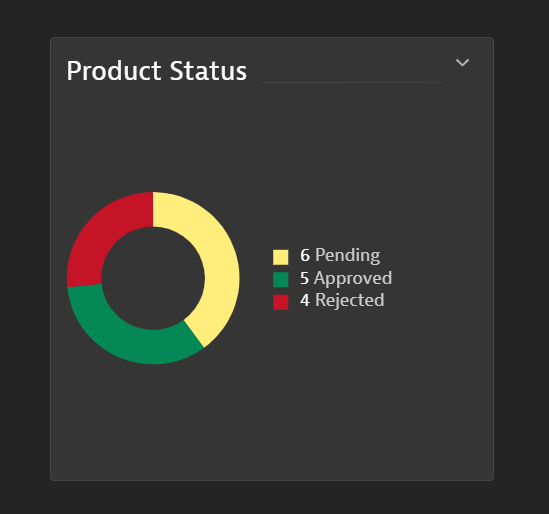 Product Status
6 Pending
5 Approved
4 Rejected